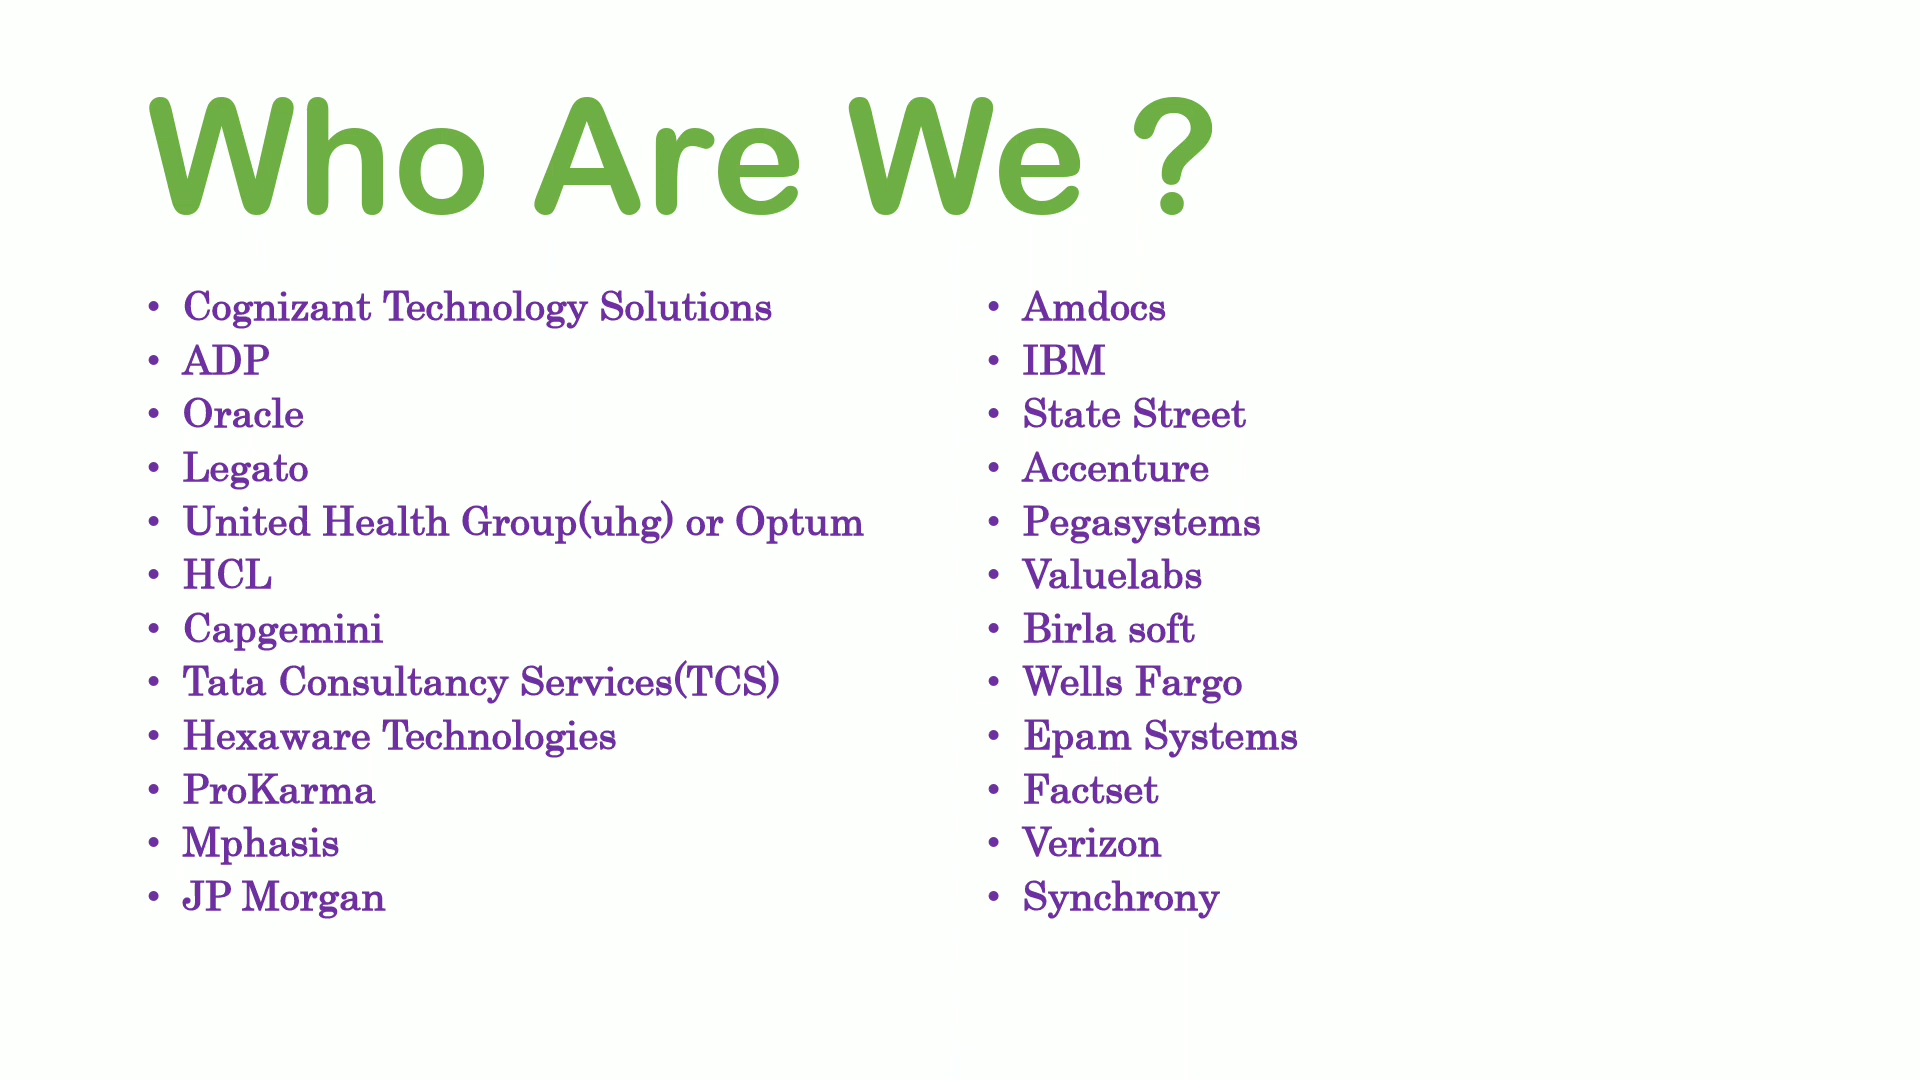 Who Are We ?
• Cognizant Technology Solutions
• ADP
• Oracle
• Legato
• United Health Group(uhg) or Optum
• HCL
• Capgemini
• Tata Consultancy Services(TCS)
• Hexaware Technologies
• ProKarma
• Mphasis
• JP Morgan
• Amdocs
• IBM
• State Street
• Accenture
• Pegasystems
• Valuelabs
• Birla soft
• Wells Fargo
• Epam Systems
• Factset
• Verizon
• Synchrony